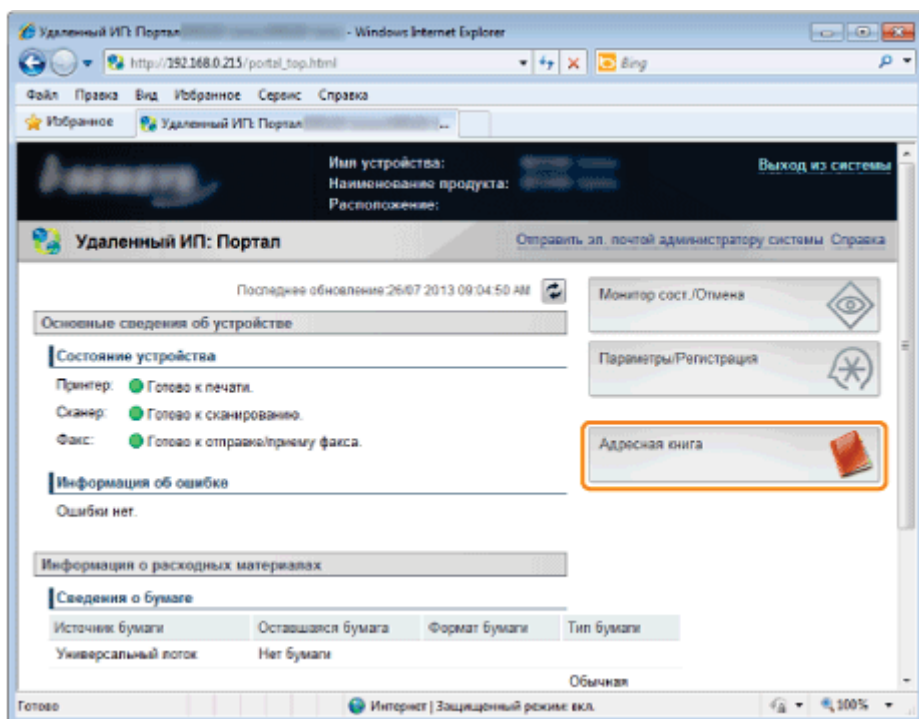 Удаленный ИП: Портал - Windows Internet Explorer
http://192.168.0.215/portal_top.html Bing
Файл Правка Вид Избранное Сервис Справка
Избранное Удаленный ИП: Портал ...
Имя устройства:
Наименование продукта:
Расположение:
Выход из системы
Удаленный ИП: Портал
Отправить эл. почтой администратору системы Справка
Последнее обновление:26/07 2013 09:04:50 AM
Монитор сост./Отмена
Основные сведения об устройстве
Состояние устройства
Параметры/Регистрация
Принтер: Готово к печати.
Сканер: Готово к сканированию.
Факс: Готово к отправке/приему факса.
Адресная книга
Информация об ошибке
Ошибки нет.
Информация о расходных материалах
Сведения о бумаге
Источник бумаги Оставшаяся бумага Формат бумаги Тип бумаги
Универсальный лоток Нет бумаги
Обычная
Готово Интернет | Защищенный режим: вкл. 100%